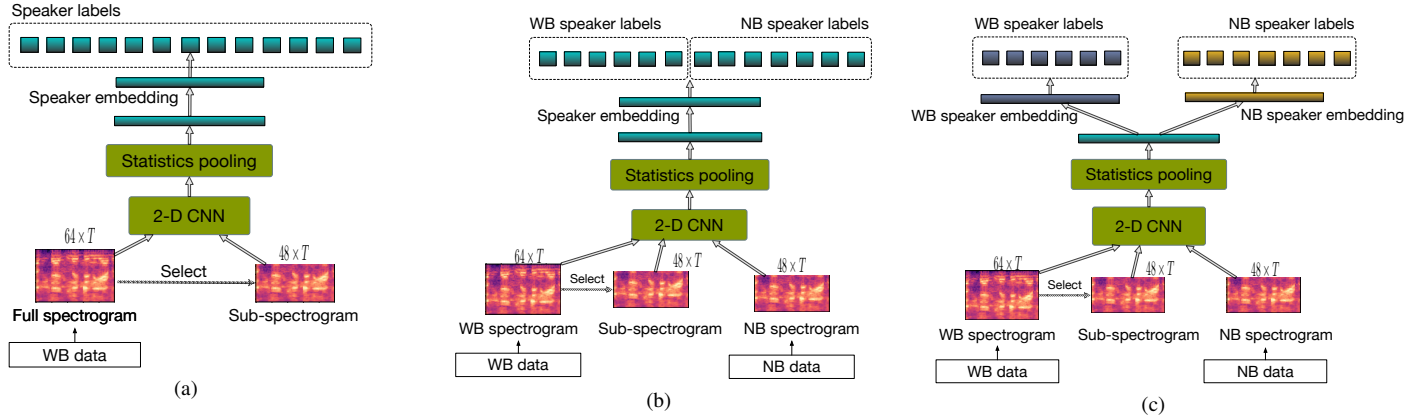 Speaker labels
Speaker embedding
Statistics pooling
2-D CNN
64 × T
48 × T
Select
Full spectrogram
Sub-spectrogram
WB data
(a)
WB speaker labels
NB speaker labels
Speaker embedding
Statistics pooling
2-D CNN
64 × T
48 × T
48 × T
Select
WB spectrogram
Sub-spectrogram
NB spectrogram
WB data
NB data
(b)
WB speaker labels
NB speaker labels
WB speaker embedding
NB speaker embedding
Statistics pooling
2-D CNN
64 × T
48 × T
48 × T
Select
WB spectrogram
Sub-spectrogram
NB spectrogram
WB data
NB data
(c)